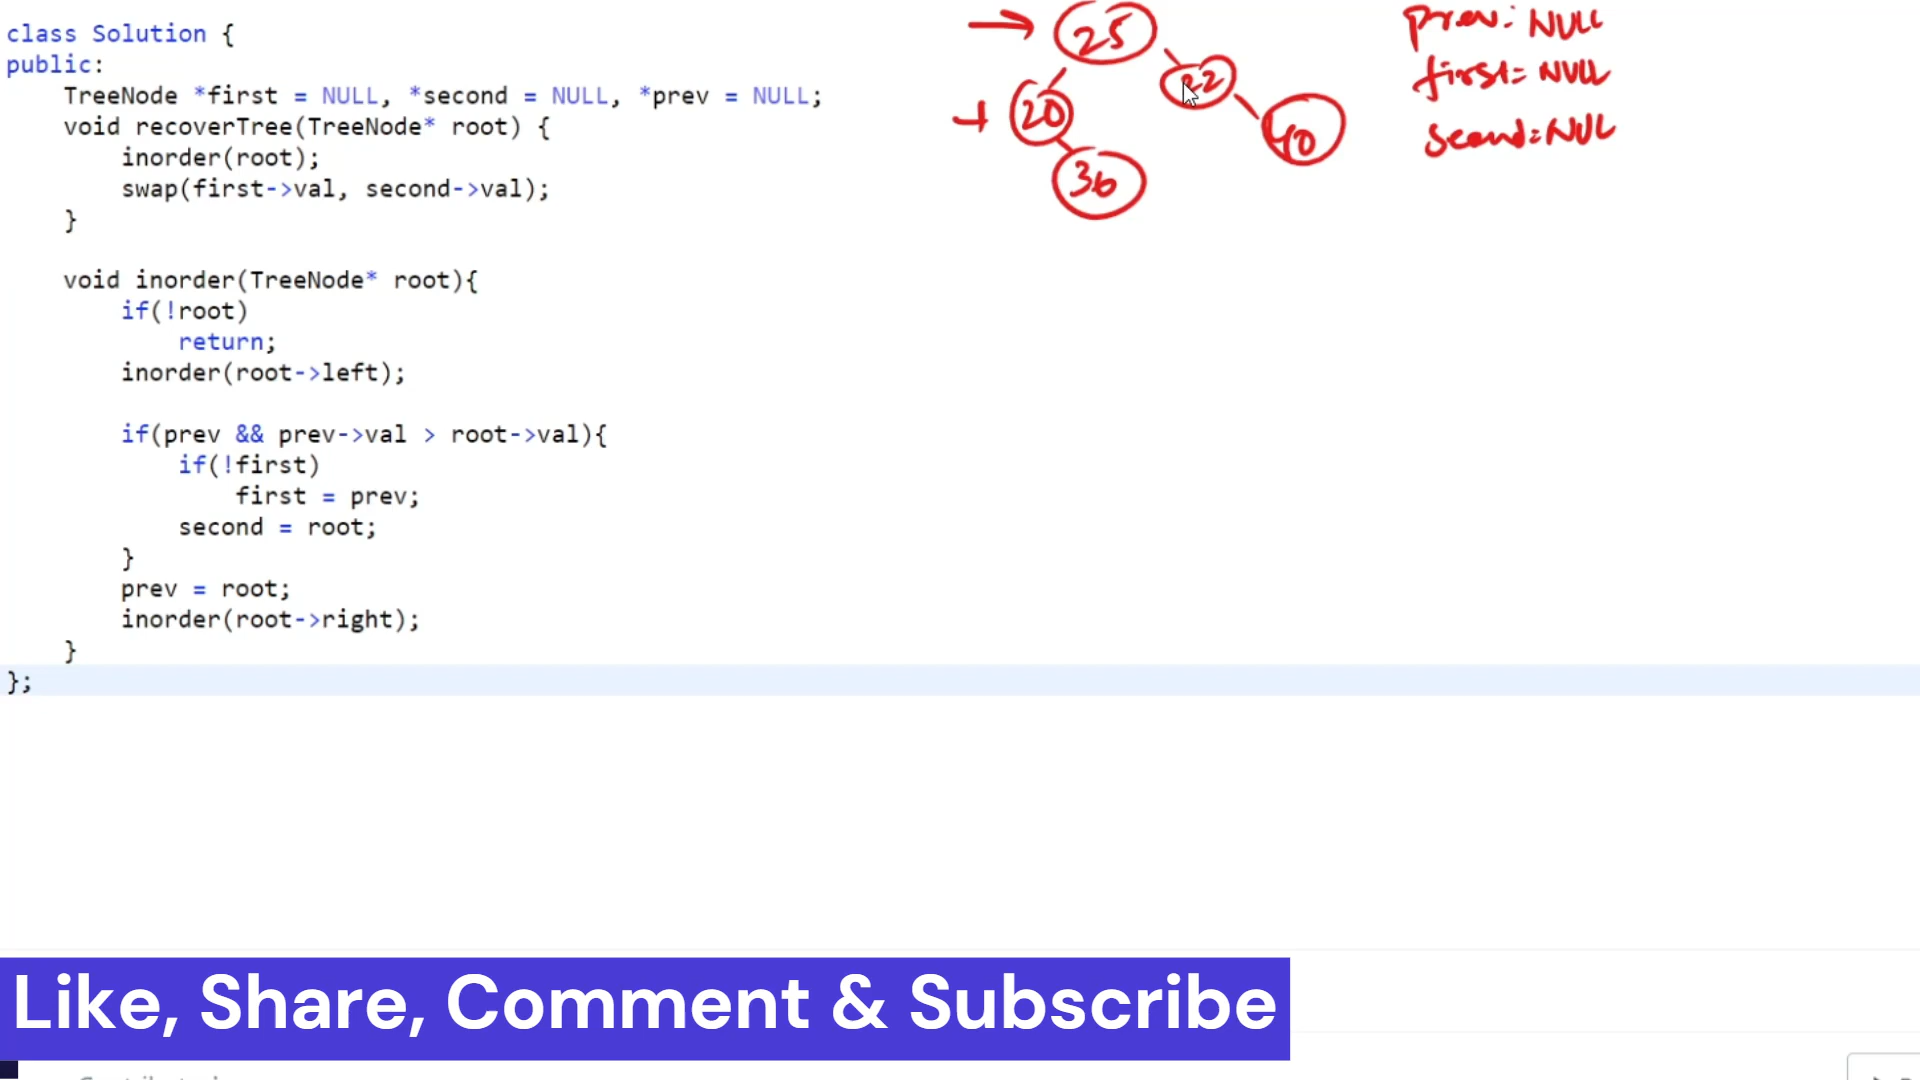 class Solution {
public:
    TreeNode *first = NULL, *second = NULL, *prev = NULL;
    void recoverTree(TreeNode* root) {
        inorder(root);
        swap(first->val, second->val);
    }

    void inorder(TreeNode* root){
        if(!root)
            return;
        inorder(root->left);

        if(prev && prev->val > root->val){
            if(!first)
                first = prev;
            second = root;
        }
        prev = root;
        inorder(root->right);
    }
};
25
22
20
40
36
prev: NULL
first= NULL
second=NUL
Like, Share, Comment & Subscribe